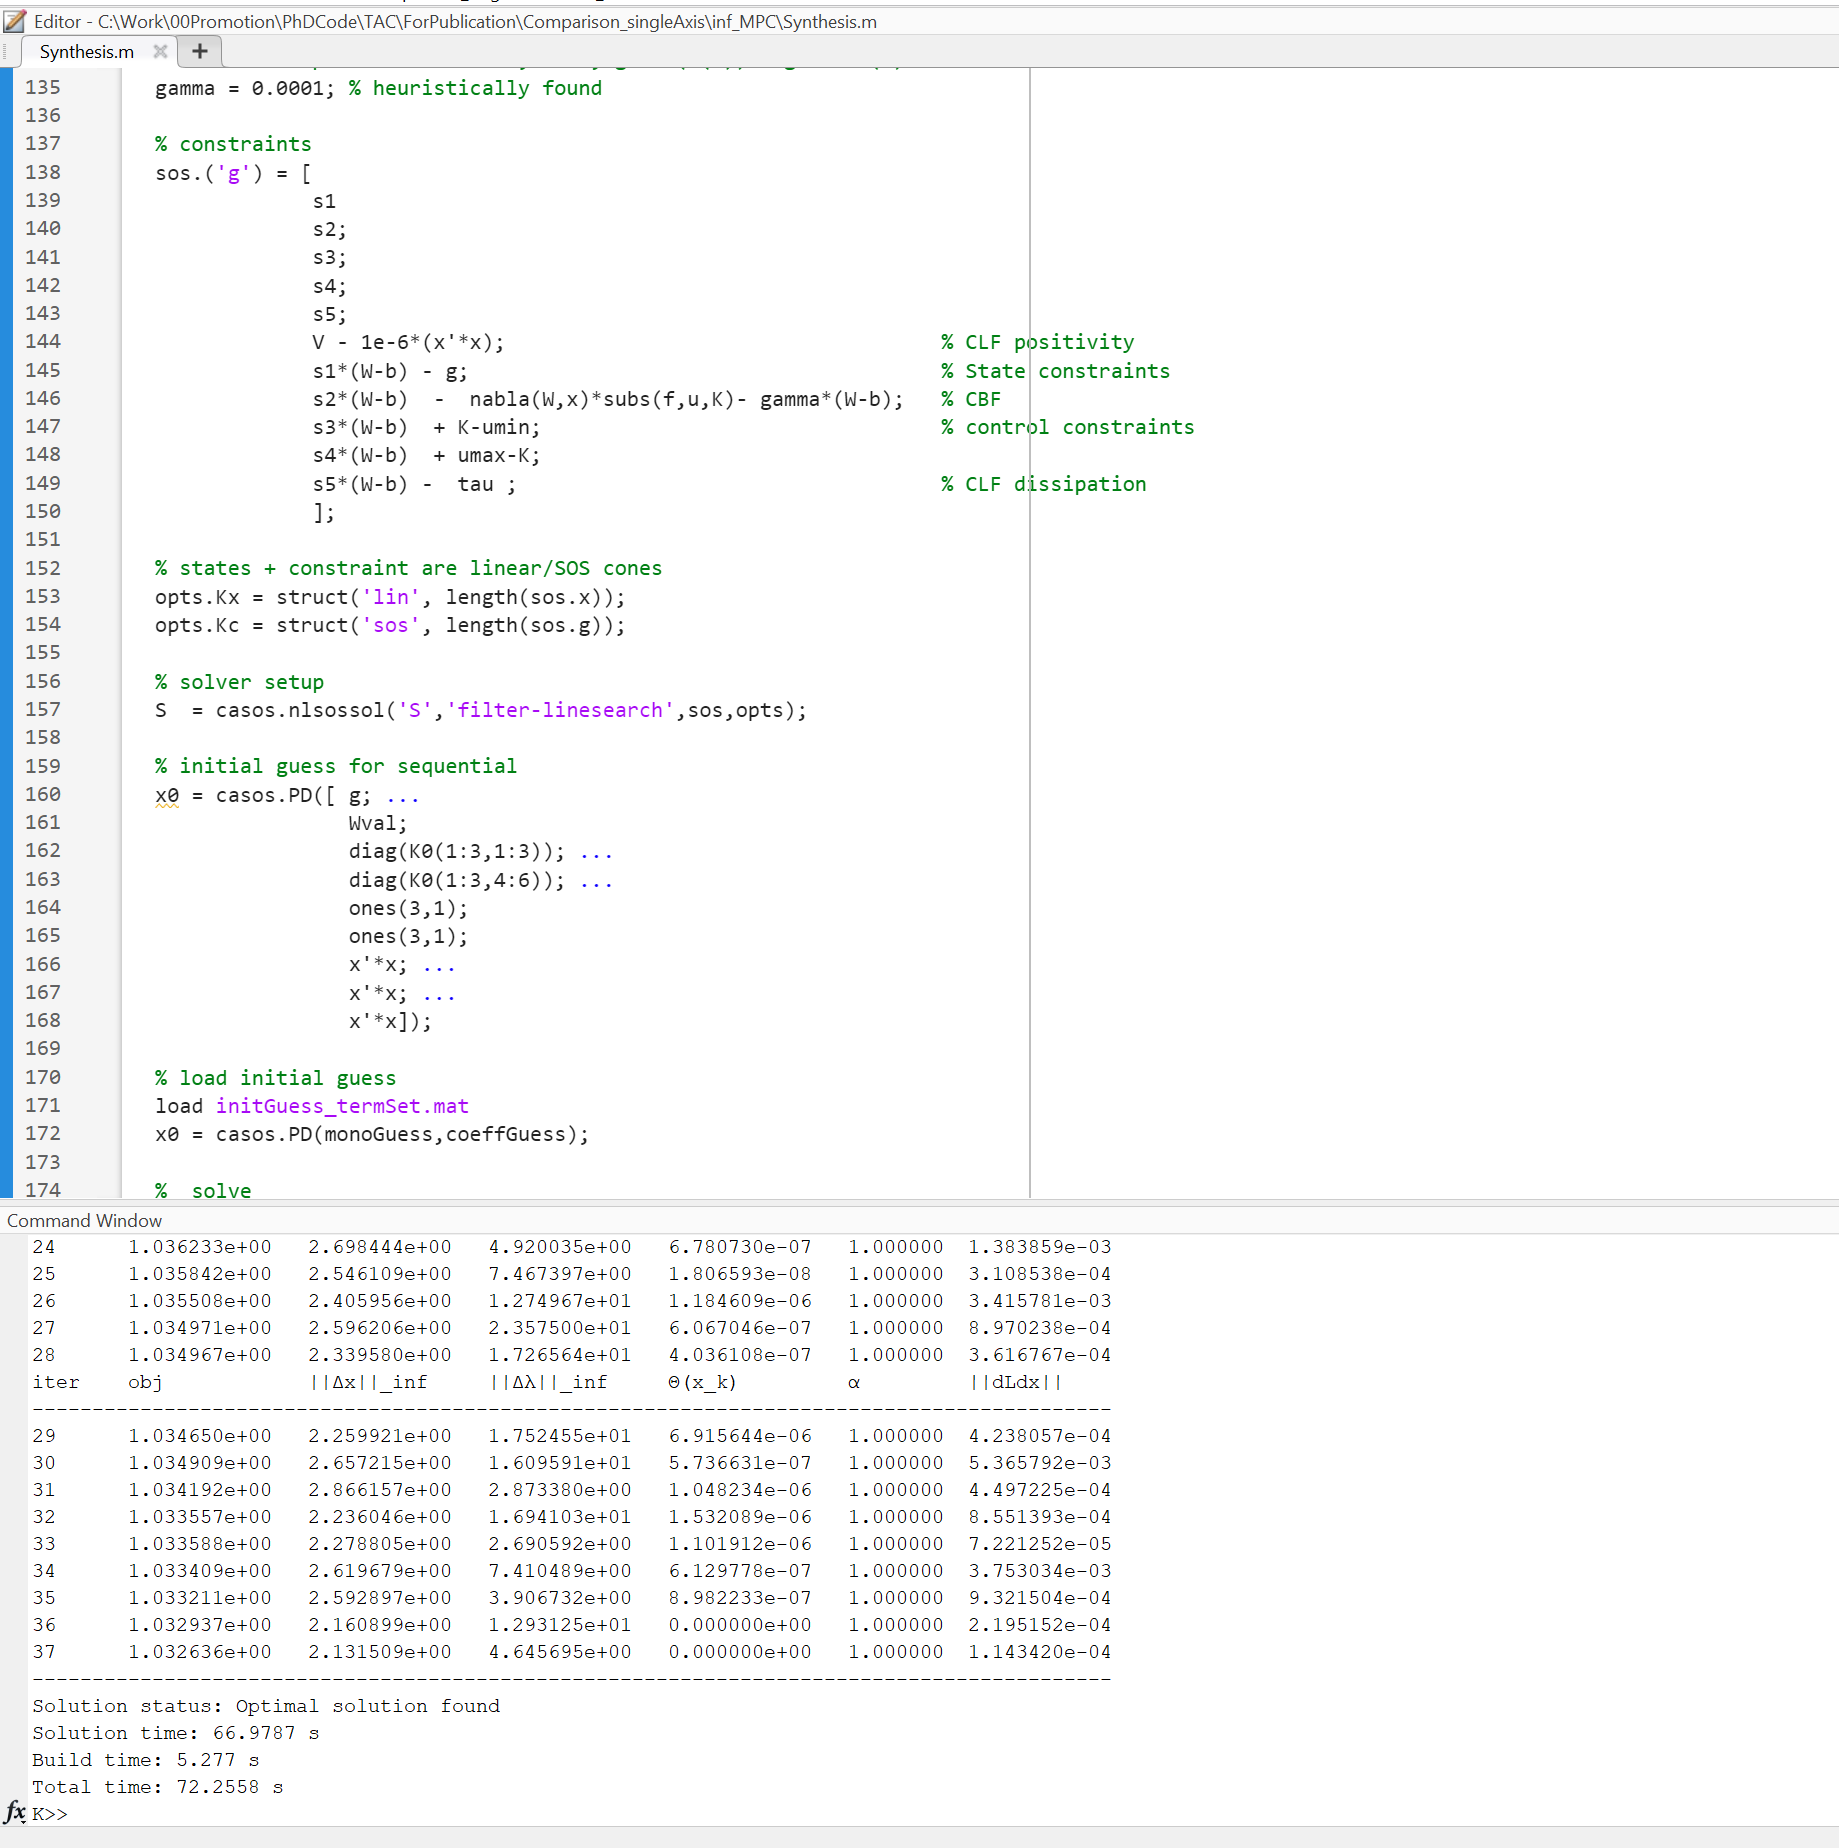 Editor - C:\Work\00Promotion\PhDCode\TAC\ForPublication\Comparison_singleAxis\inf_MPC\Synthesis.m
Synthesis.m
135 gamma = 0.0001; % heuristically found
136
137 % constraints
138 sos.('g') = [
139 s1
140 s2;
141 s3;
142 s4;
143 s5;
144 V - 1e-6*(x'*x); % CLF positivity
145 s1*(W-b) - g; % State constraints
146 s2*(W-b) - nabla(W,x)*subs(f,u,K)- gamma*(W-b); % CBF
147 s3*(W-b) + K-umin; % control constraints
148 s4*(W-b) + umax-K;
149 s5*(W-b) - tau ; % CLF dissipation
150 ];
151
152 % states + constraint are linear/SOS cones
153 opts.Kx = struct('lin', length(sos.x));
154 opts.Kc = struct('sos', length(sos.g));
155
156 % solver setup
157 S = casos.nlsossol('S','filter-linesearch',sos,opts);
158
159 % initial guess for sequential
160 x0 = casos.PD([ g; ...
161 Wval;
162 diag(K0(1:3,1:3)); ...
163 diag(K0(1:3,4:6)); ...
164 ones(3,1);
165 ones(3,1);
166 x'*x; ...
167 x'*x; ...
168 x'*x]);
169
170 % load initial guess
171 load initGuess_termSet.mat
172 x0 = casos.PD(monoGuess,coeffGuess);
173
174 % solve
Command Window
24 1.036233e+00 2.698444e+00 4.920035e+00 6.780730e-07 1.000000 1.383859e-03
25 1.035842e+00 2.546109e+00 7.467397e+00 1.806593e-08 1.000000 3.108538e-04
26 1.035508e+00 2.405956e+00 1.274967e+01 1.184609e-06 1.000000 3.415781e-03
27 1.034971e+00 2.596206e+00 2.357500e+01 6.067046e-07 1.000000 8.970238e-04
28 1.034967e+00 2.339580e+00 1.726564e+01 4.036108e-07 1.000000 3.616767e-04
iter obj ||Δx||_inf ||Δλ||_inf Θ(x_k) α ||dLdx||
------------------------------------------------------------------------------------------
29 1.034650e+00 2.259921e+00 1.752455e+01 6.915644e-06 1.000000 4.238057e-04
30 1.034909e+00 2.657215e+00 1.609591e+01 5.736631e-07 1.000000 5.365792e-03
31 1.034192e+00 2.866157e+00 2.873380e+00 1.048234e-06 1.000000 4.497225e-04
32 1.033557e+00 2.236046e+00 1.694103e+01 1.532089e-06 1.000000 8.551393e-04
33 1.033588e+00 2.278805e+00 2.690592e+00 1.101912e-06 1.000000 7.221252e-05
34 1.033409e+00 2.619679e+00 7.410489e+00 6.129778e-07 1.000000 3.753034e-03
35 1.033211e+00 2.592897e+00 3.906732e+00 8.982233e-07 1.000000 9.321504e-04
36 1.032937e+00 2.160899e+00 1.293125e+01 0.000000e+00 1.000000 2.195152e-04
37 1.032636e+00 2.131509e+00 4.645695e+00 0.000000e+00 1.000000 1.143420e-04
------------------------------------------------------------------------------------------
Solution status: Optimal solution found
Solution time: 66.9787 s
Build time: 5.277 s
Total time: 72.2558 s
fx K>>